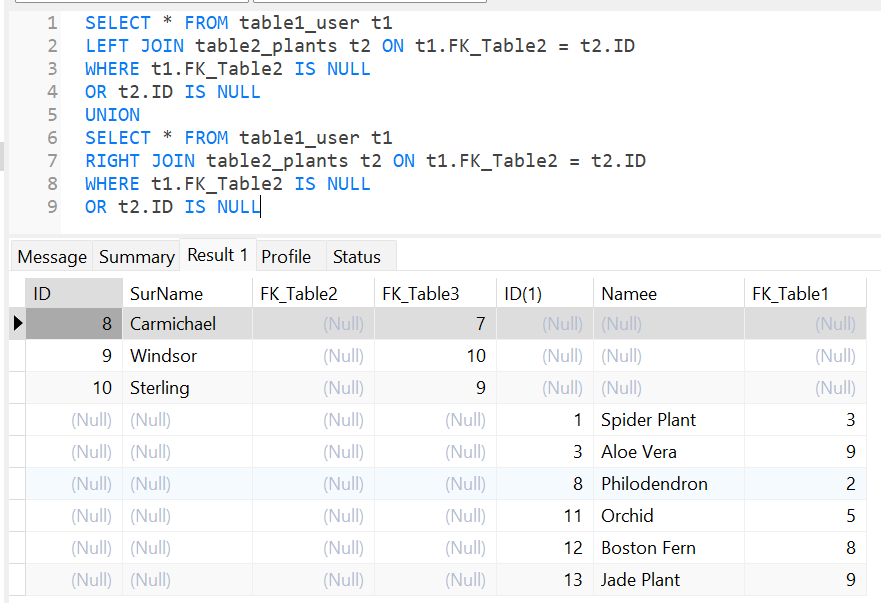 1 SELECT * FROM table1_user t1
2 LEFT JOIN table2_plants t2 ON t1.FK_Table2 = t2.ID
3 WHERE t1.FK_Table2 IS NULL
4 OR t2.ID IS NULL
5 UNION
6 SELECT * FROM table1_user t1
7 RIGHT JOIN table2_plants t2 ON t1.FK_Table2 = t2.ID
8 WHERE t1.FK_Table2 IS NULL
9 OR t2.ID IS NULL
Message Summary Result 1 Profile Status
ID SurName FK_Table2 FK_Table3 ID(1) Namee FK_Table1
8 Carmichael (Null) 7 (Null) (Null) (Null)
9 Windsor (Null) 10 (Null) (Null) (Null)
10 Sterling (Null) 9 (Null) (Null) (Null)
(Null) (Null) (Null) (Null) 1 Spider Plant 3
(Null) (Null) (Null) (Null) 3 Aloe Vera 9
(Null) (Null) (Null) (Null) 8 Philodendron 2
(Null) (Null) (Null) (Null) 11 Orchid 5
(Null) (Null) (Null) (Null) 12 Boston Fern 8
(Null) (Null) (Null) (Null) 13 Jade Plant 9